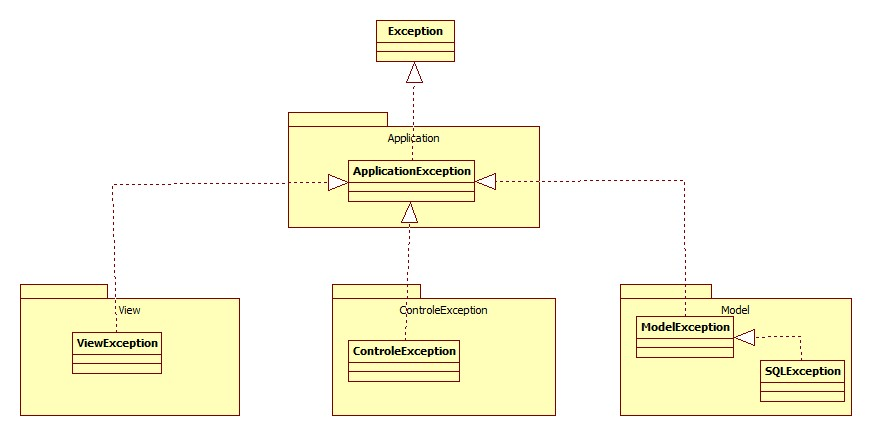 Exception
Application
ApplicationException
View
ControleException
Model
ViewException
ControleException
ModelException
SQLException